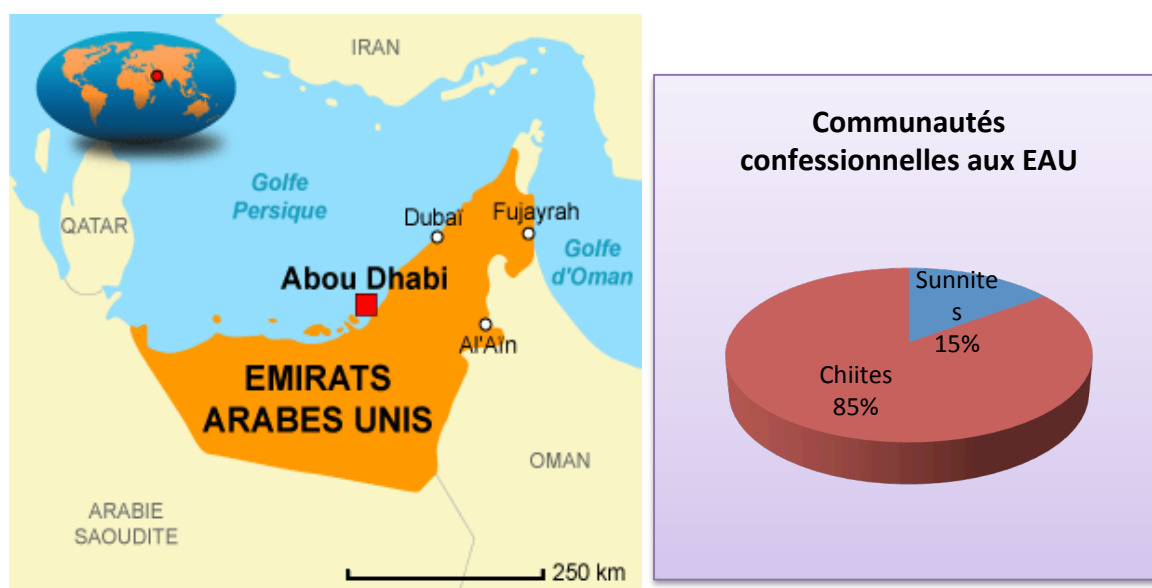 IRAN
QATAR
Golfe
Persique
Dubaï
Fujayrah
Golfe
d'Oman
Abou Dhabi
Al'Aïn
EMIRATS
ARABES UNIS
OMAN
ARABIE
SAOUDITE
250 km
Communautés
confessionnelles aux EAU
Sunnite
s
15%
Chiites
85%